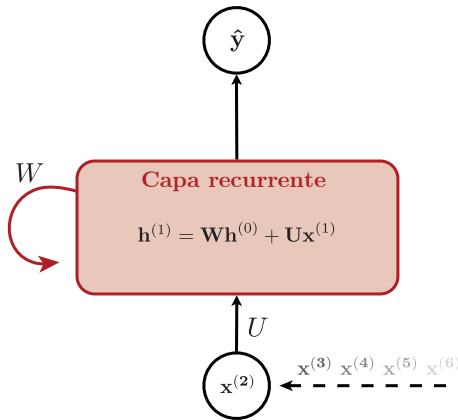 ŷ
W
Capa recurrente
h⁽¹⁾ = Wh⁽⁰⁾ + Ux⁽¹⁾
U
x⁽³⁾ x⁽⁴⁾ x⁽⁵⁾ x⁽⁶⁾
x⁽²⁾